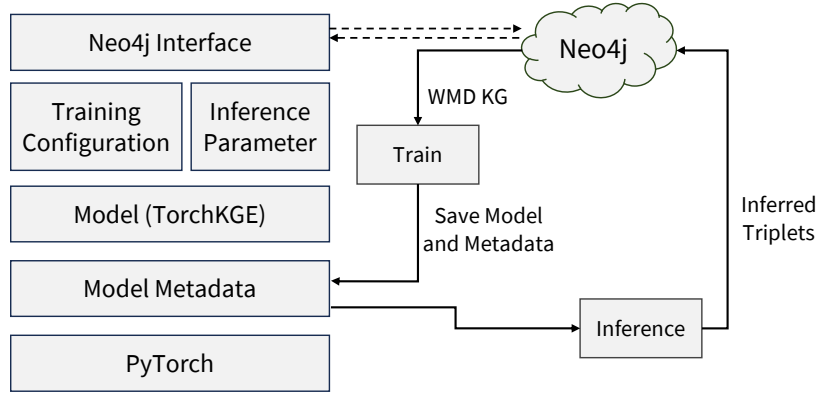 Neo4j Interface
Neo4j
WMD KG
Training
Configuration
Inference
Parameter
Train
Model (TorchKGE)
Save Model
and Metadata
Inferred
Triplets
Model Metadata
Inference
PyTorch